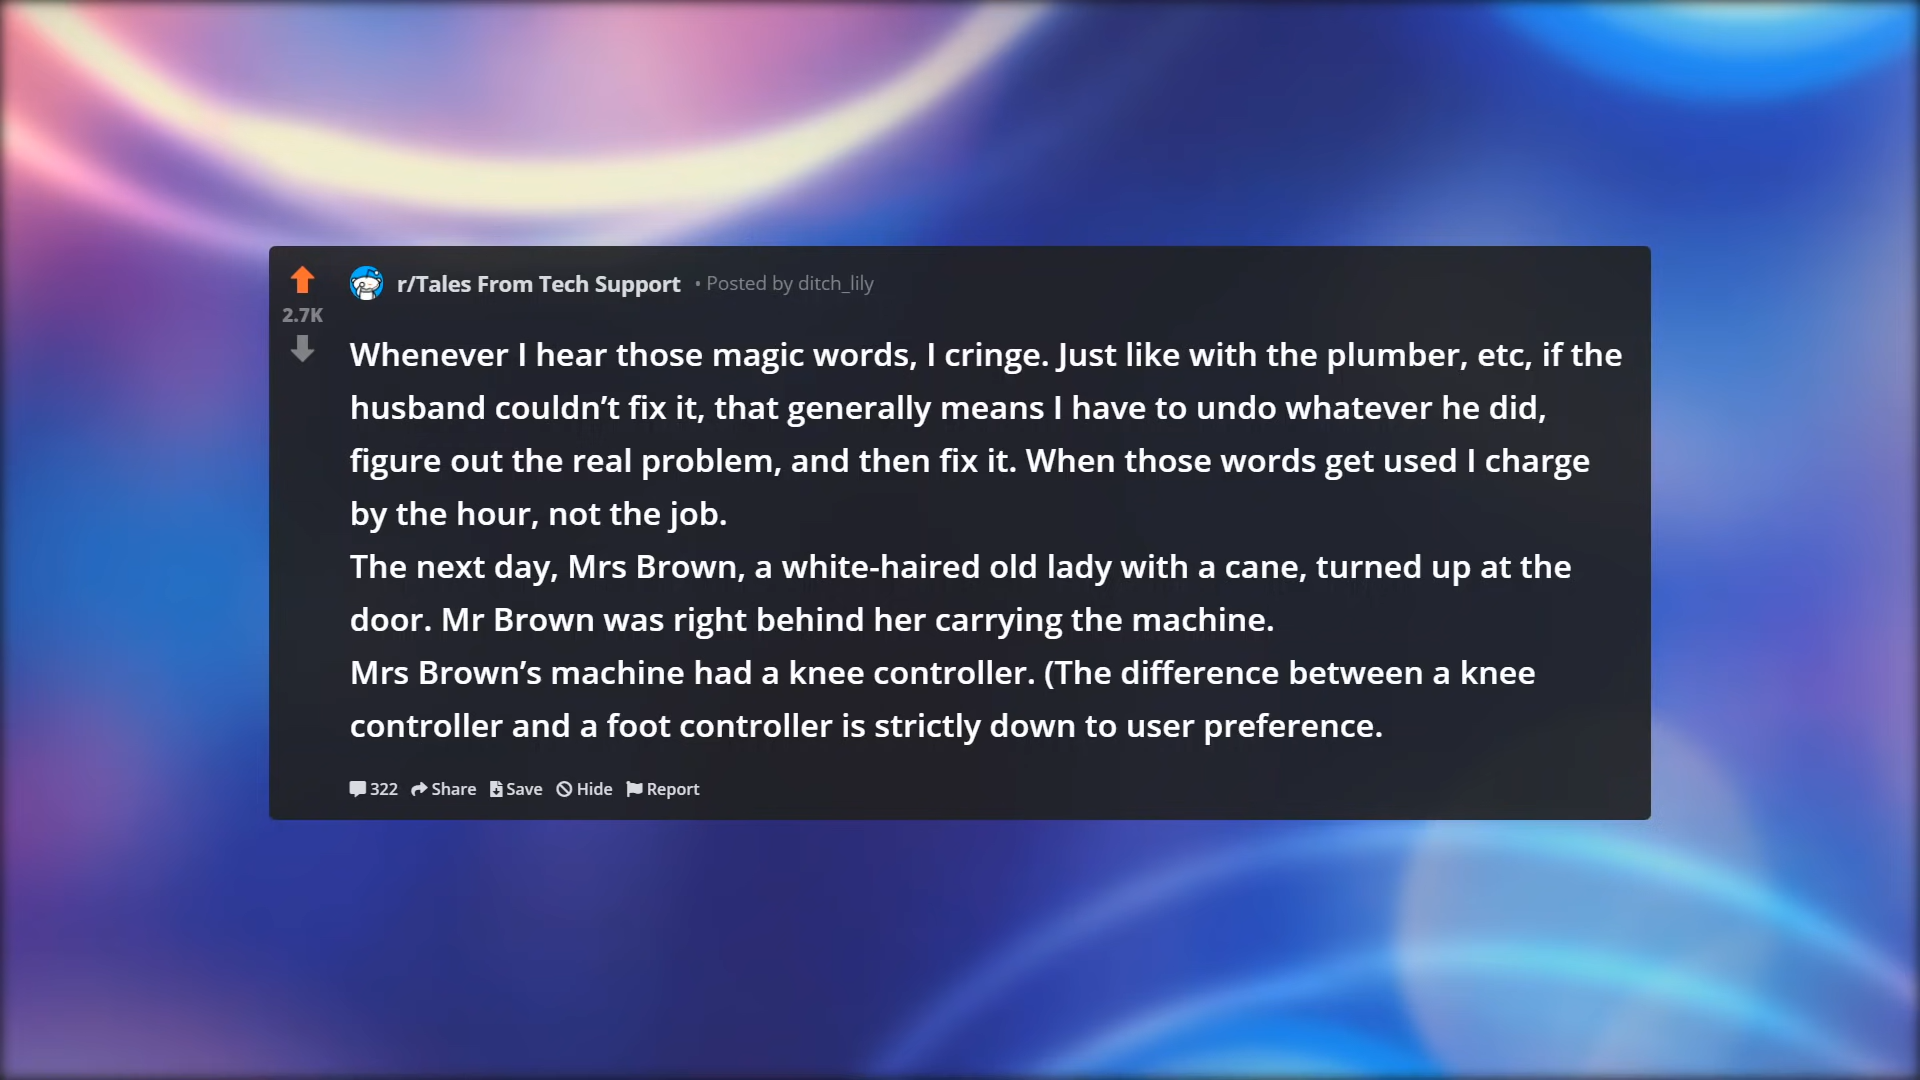 r/Tales From Tech Support • Posted by ditch_lily
2.7K
Whenever I hear those magic words, I cringe. Just like with the plumber, etc, if the
husband couldn’t fix it, that generally means I have to undo whatever he did,
figure out the real problem, and then fix it. When those words get used I charge
by the hour, not the job.
The next day, Mrs Brown, a white-haired old lady with a cane, turned up at the
door. Mr Brown was right behind her carrying the machine.
Mrs Brown’s machine had a knee controller. (The difference between a knee
controller and a foot controller is strictly down to user preference.
322 Share Save Hide Report